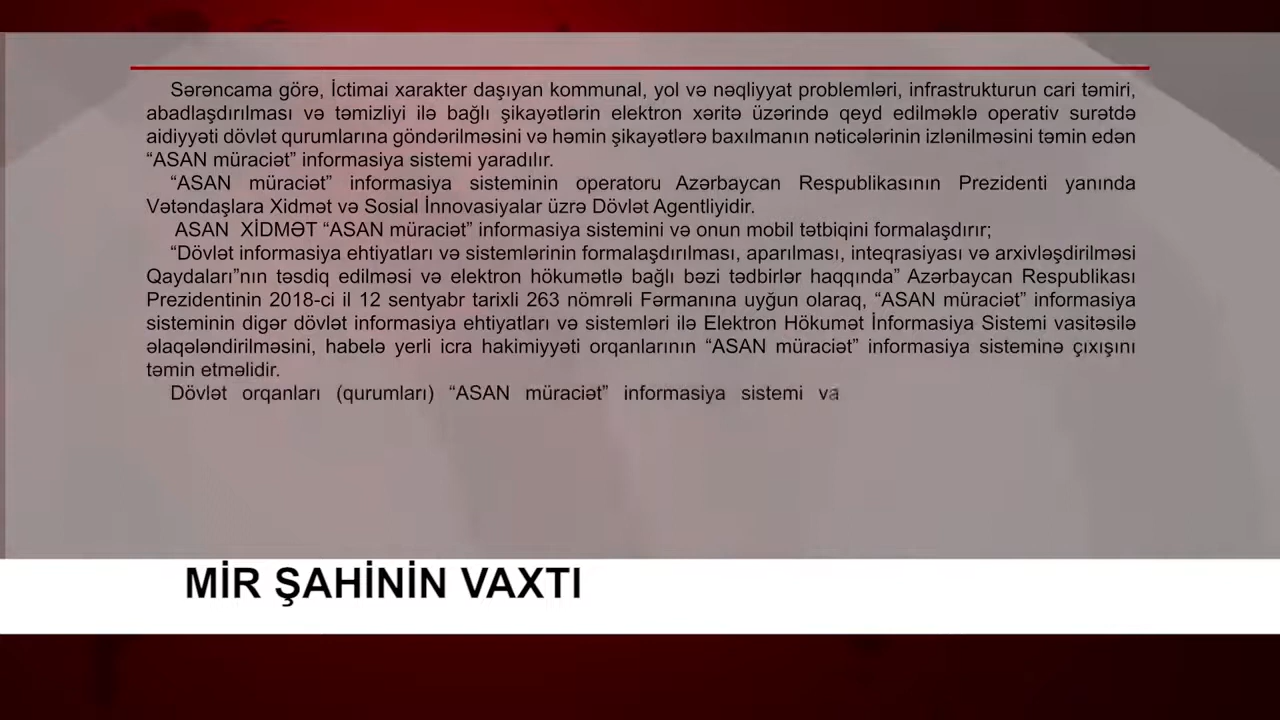 Sərəncama görə, İctimai xarakter daşıyan kommunal, yol və nəqliyyat problemləri, infrastrukturun cari təmiri,
abadlaşdırılması və təmizliyi ilə bağlı şikayətlərin elektron xəritə üzərində qeyd edilməklə operativ surətdə
aidiyyəti dövlət qurumlarına göndərilməsini və həmin şikayətlərə baxılmanın nəticələrinin izlənilməsini təmin edən
“ASAN müraciət” informasiya sistemi yaradılır.
“ASAN müraciət” informasiya sisteminin operatoru Azərbaycan Respublikasının Prezidenti yanında
Vətəndaşlara Xidmət və Sosial İnnovasiyalar üzrə Dövlət Agentliyidir.
ASAN XİDMƏT “ASAN müraciət” informasiya sistemini və onun mobil tətbiqini formalaşdırır;
“Dövlət informasiya ehtiyatları və sistemlərinin formalaşdırılması, aparılması, inteqrasiyası və arxivləşdirilməsi
Qaydaları”nın təsdiq edilməsi və elektron hökumətlə bağlı bəzi tədbirlər haqqında” Azərbaycan Respublikası
Prezidentinin 2018-ci il 12 sentyabr tarixli 263 nömrəli Fərmanına uyğun olaraq, “ASAN müraciət” informasiya
sisteminin digər dövlət informasiya ehtiyatları və sistemləri ilə Elektron Hökumət İnformasiya Sistemi vasitəsilə
əlaqələndirilməsini, habelə yerli icra hakimiyyəti orqanlarının “ASAN müraciət” informasiya sisteminə çıxışını
təmin etməlidir.
Dövlət orqanları (qurumları) “ASAN müraciət” informasiya sistemi va
MİR ŞAHİNİN VAXTI